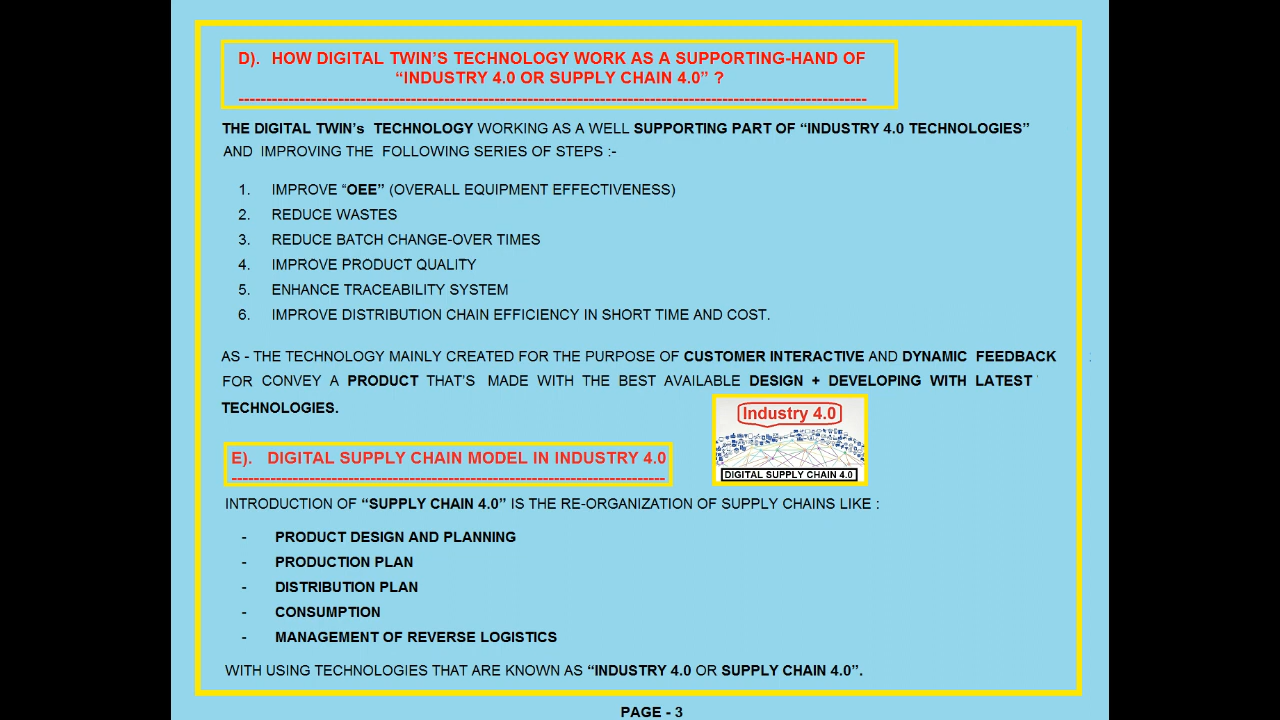 D). HOW DIGITAL TWIN'S TECHNOLOGY WORK AS A SUPPORTING-HAND OF
“INDUSTRY 4.0 OR SUPPLY CHAIN 4.0” ?
THE DIGITAL TWIN's TECHNOLOGY WORKING AS A WELL SUPPORTING PART OF “INDUSTRY 4.0 TECHNOLOGIES”
AND IMPROVING THE FOLLOWING SERIES OF STEPS :-
1. IMPROVE “OEE” (OVERALL EQUIPMENT EFFECTIVENESS)
2. REDUCE WASTES
3. REDUCE BATCH CHANGE-OVER TIMES
4. IMPROVE PRODUCT QUALITY
5. ENHANCE TRACEABILITY SYSTEM
6. IMPROVE DISTRIBUTION CHAIN EFFICIENCY IN SHORT TIME AND COST.
AS - THE TECHNOLOGY MAINLY CREATED FOR THE PURPOSE OF CUSTOMER INTERACTIVE AND DYNAMIC FEEDBACK
FOR CONVEY A PRODUCT THAT'S MADE WITH THE BEST AVAILABLE DESIGN + DEVELOPING WITH LATEST
TECHNOLOGIES.
Industry 4.0
DIGITAL SUPPLY CHAIN 4.0
E). DIGITAL SUPPLY CHAIN MODEL IN INDUSTRY 4.0
INTRODUCTION OF “SUPPLY CHAIN 4.0” IS THE RE-ORGANIZATION OF SUPPLY CHAINS LIKE :
- PRODUCT DESIGN AND PLANNING
- PRODUCTION PLAN
- DISTRIBUTION PLAN
- CONSUMPTION
- MANAGEMENT OF REVERSE LOGISTICS
WITH USING TECHNOLOGIES THAT ARE KNOWN AS “INDUSTRY 4.0 OR SUPPLY CHAIN 4.0”.
PAGE - 3